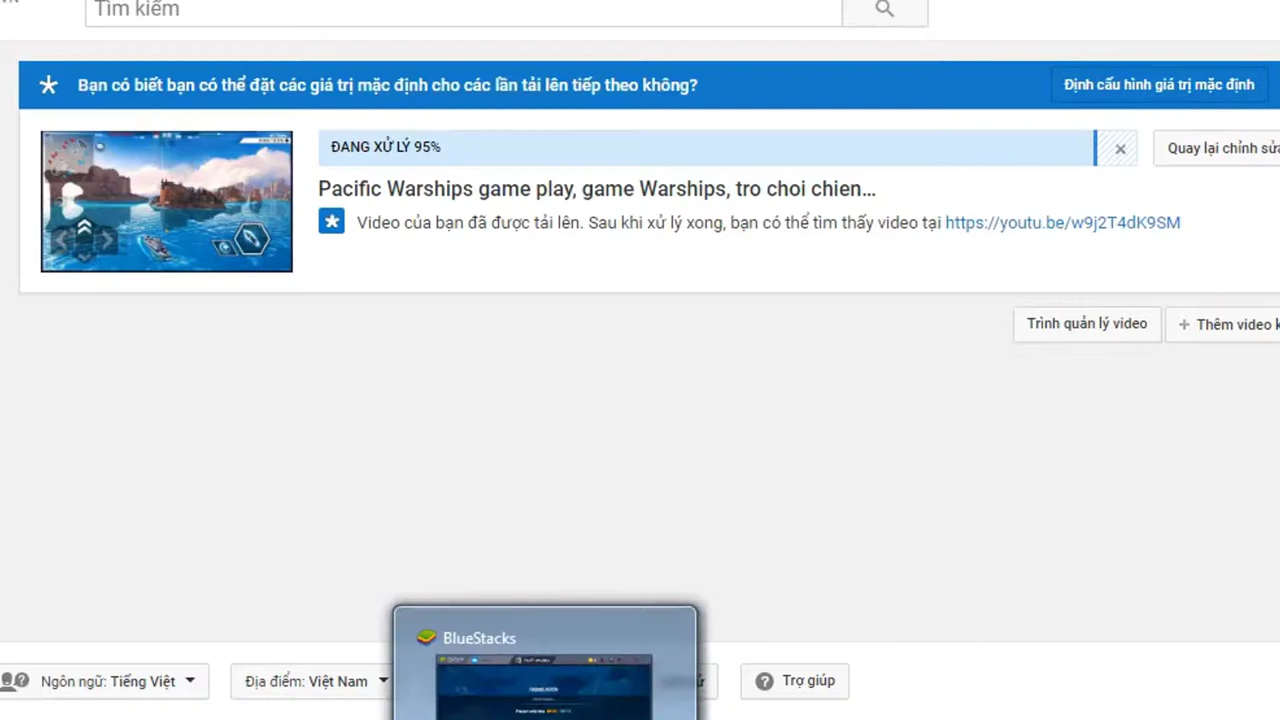 Tìm kiếm
Bạn có biết bạn có thể đặt các giá trị mặc định cho các lần tải lên tiếp theo không?
Định cấu hình giá trị mặc định
ĐANG XỬ LÝ 95%
Quay lại chỉnh sửa
Pacific Warships game play, game Warships, tro choi chien...
Video của bạn đã được tải lên. Sau khi xử lý xong, bạn có thể tìm thấy video tại https://youtu.be/w9j2T4dK9SM
Trình quản lý video
+ Thêm video k
BlueStacks
Ngôn ngữ: Tiếng Việt
Địa điểm: Việt Nam
Trợ giúp